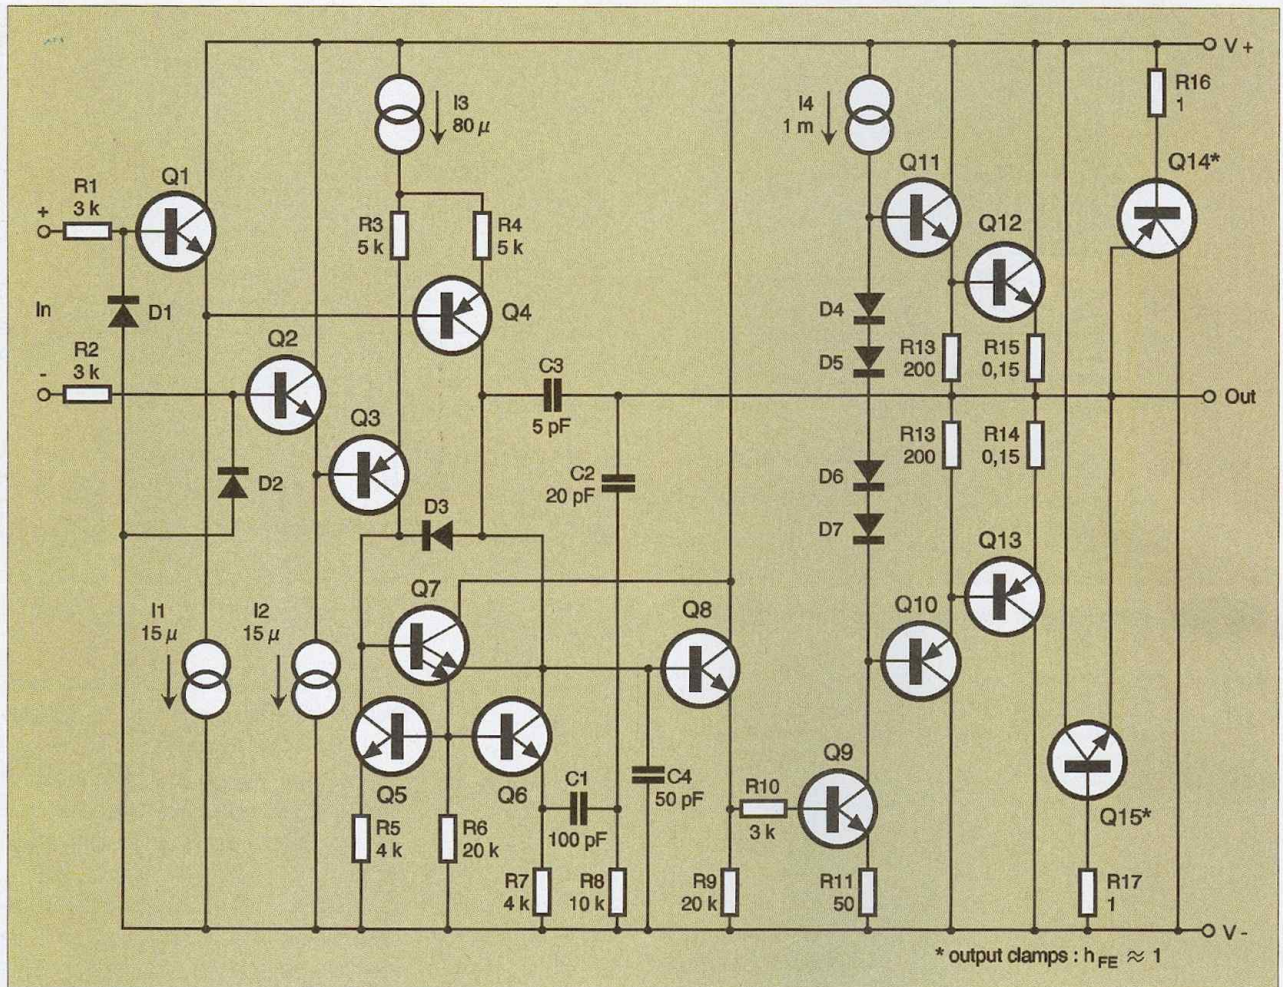 V +
I3
80 µ
I4
1 m
R16
1
Q1
Q11
Q14*
R1
3 k
+
R3
5 k
R4
5 k
Q12
In
D1
Q4
D4
Q2
R2
3 k
-
C3
5 pF
D5
R13
200
R15
0,15
Out
Q3
D2
C2
20 pF
D6
R13
200
R14
0,15
D3
D7
Q7
Q8
Q10
Q13
I1
15 µ
I2
15 µ
Q9
Q5
Q6
C1
100 pF
C4
50 pF
R10
3 k
Q15*
R5
4 k
R6
20 k
R7
4 k
R8
10 k
R9
20 k
R11
50
R17
1
V -
* output clamps : hFE ≈ 1